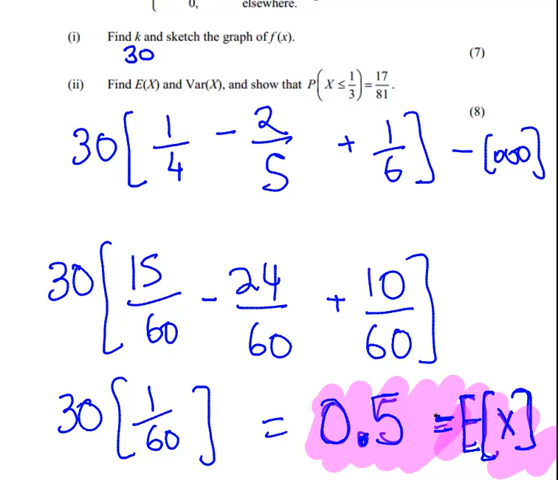 0, elsewhere.
(i) Find k and sketch the graph of f(x).
30
(7)
(ii) Find E(X) and Var(X), and show that P(X ≤ 1/3) = 17/81.
(8)
30[1/4 - 2/5 + 1/6] - [000]
30[15/60 - 24/60 + 10/60]
30[1/60] = 0.5 = E[X]